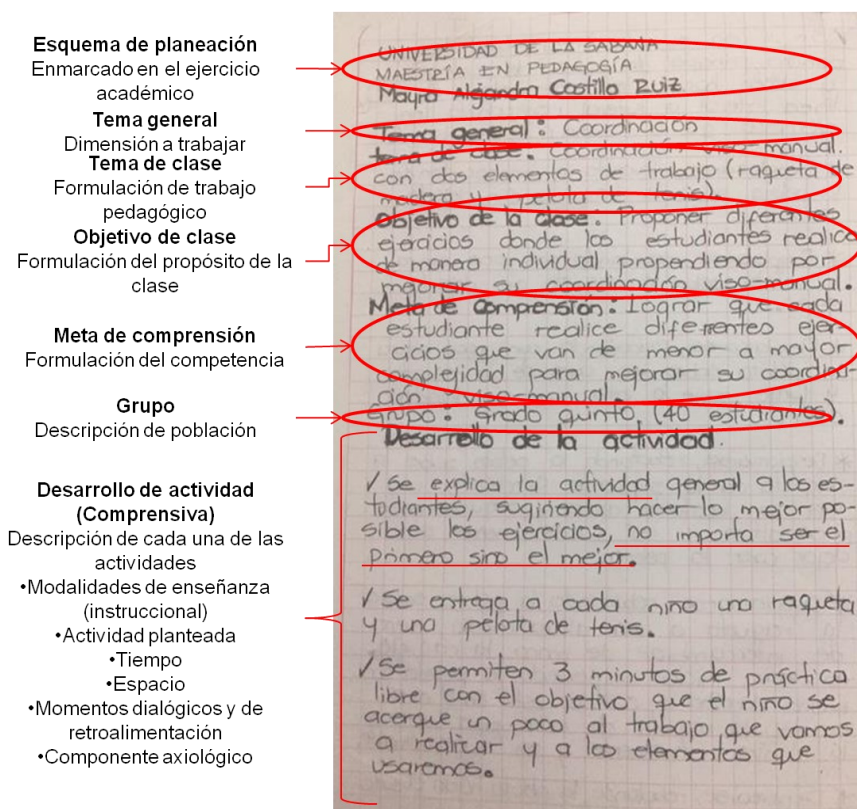 Esquema de planeación
Enmarcado en el ejercicio
académico
Tema general
Dimensión a trabajar
Tema de clase
Formulación de trabajo
pedagógico
Objetivo de clase
Formulación del propósito de la
clase
Meta de comprensión
Formulación del competencia
Grupo
Descripción de población
Desarrollo de actividad
(Comprensiva)
Descripción de cada una de las
actividades
•Modalidades de enseñanza
(instruccional)
•Actividad planteada
•Tiempo
•Espacio
•Momentos dialógicos y de
retroalimentación
•Componente axiológico
UNIVERSIDAD DE LA SABANA
MAESTRÍA EN PEDAGOGÍA
Mayra Alejandra Castillo Ruiz
Tema general: Coordinación
tema de clase: Coordinación viso-manual.
con dos elementos de trabajo (raqueta de
madera y pelota de tenis).
Objetivo de la clase: Proponer diferentes
ejercicios donde los estudiantes realice
de manera individual propendiendo por
mejorar su coordinación viso-manual.
Meta de comprensión: Lograr que cada
estudiante realice diferentes ejer-
cicios que van de menor a mayor
complejidad para mejorar su coordina-
ción viso-manual.
Grupo: Grado quinto (40 estudiantes).
Desarrollo de la actividad.
✓ Se explica la actividad general a los es-
tudiantes, sugiriendo hacer lo mejor po-
sible los ejercicios, no importa ser el
primero sino el mejor.
✓ Se entrega a cada niño una raqueta
y una pelota de tenis.
✓ Se permiten 3 minutos de práctica
libre con el objetivo que el niño se
acerque un poco al trabajo que vamos
a realizar y a los elementos que
usaremos.